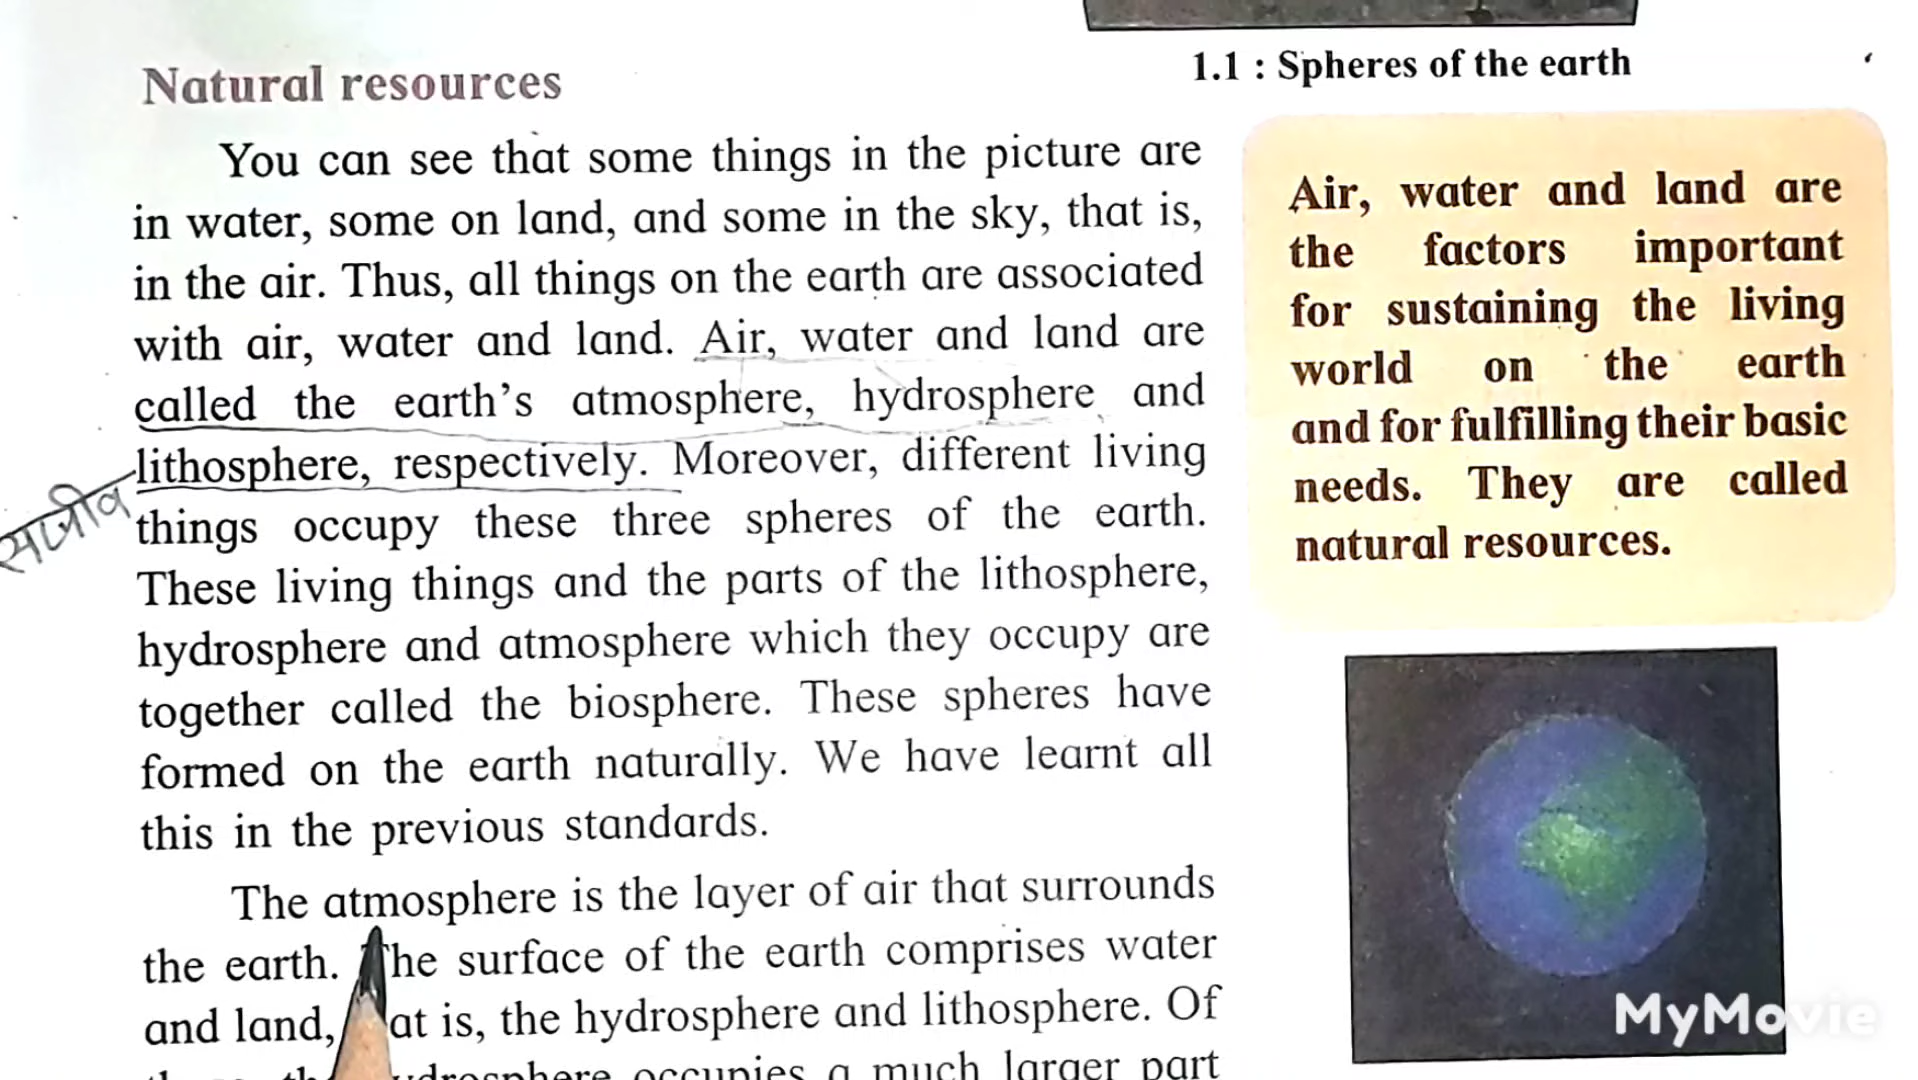 1.1 : Spheres of the earth
Natural resources
You can see that some things in the picture are
in water, some on land, and some in the sky, that is,
in the air. Thus, all things on the earth are associated
with air, water and land. Air, water and land are
called the earth's atmosphere, hydrosphere and
lithosphere, respectively. Moreover, different living
things occupy these three spheres of the earth.
These living things and the parts of the lithosphere,
hydrosphere and atmosphere which they occupy are
together called the biosphere. These spheres have
formed on the earth naturally. We have learnt all
this in the previous standards.
The atmosphere is the layer of air that surrounds
the earth. The surface of the earth comprises water
and land, that is, the hydrosphere and lithosphere. Of
hydrosphere occupies a much larger part
सजीव
Air, water and land are
the factors important
for sustaining the living
world on the earth
and for fulfilling their basic
needs. They are called
natural resources.
MyMovie